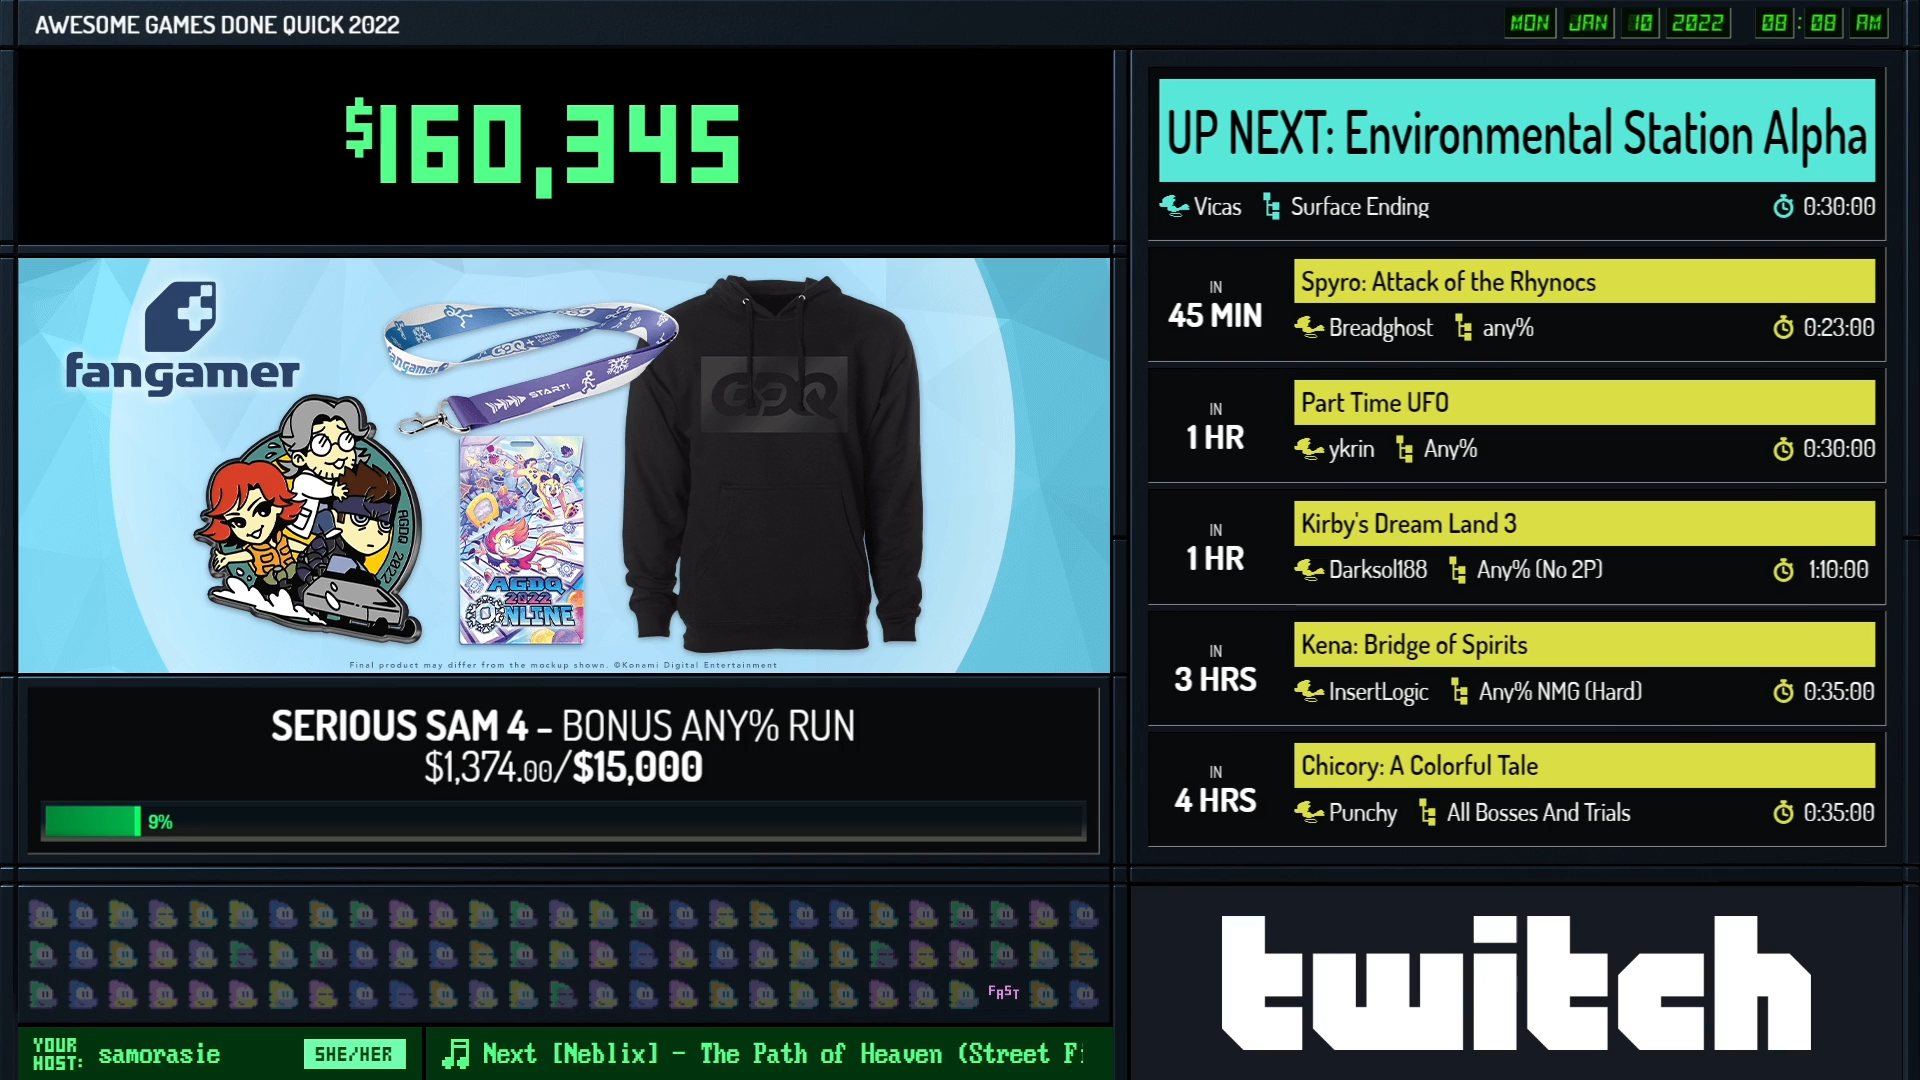 AWESOME GAMES DONE QUICK 2022
MON JAN 10 2022 08:08 AM
$160,345
fangamer
fangamer
GDQ
START!
GDQ
AGDQ 2022
AGDQ
2022
ONLINE
Final product may differ from the mockup shown. ©Konami Digital Entertainment
SERIOUS SAM 4 – BONUS ANY% RUN
$1,374.00/$15,000
9%
FAST
YOUR HOST: samorasie SHE/HER
Next [Neblix] - The Path of Heaven (Street Fi
UP NEXT: Environmental Station Alpha
Vicas Surface Ending 0:30:00
IN 45 MIN
Spyro: Attack of the Rhynocs
Breadghost any% 0:23:00
IN 1 HR
Part Time UFO
ykrin Any% 0:30:00
IN 1 HR
Kirby's Dream Land 3
Darksol188 Any% (No 2P) 1:10:00
IN 3 HRS
Kena: Bridge of Spirits
InsertLogic Any% NMG (Hard) 0:35:00
IN 4 HRS
Chicory: A Colorful Tale
Punchy All Bosses And Trials 0:35:00
twitch